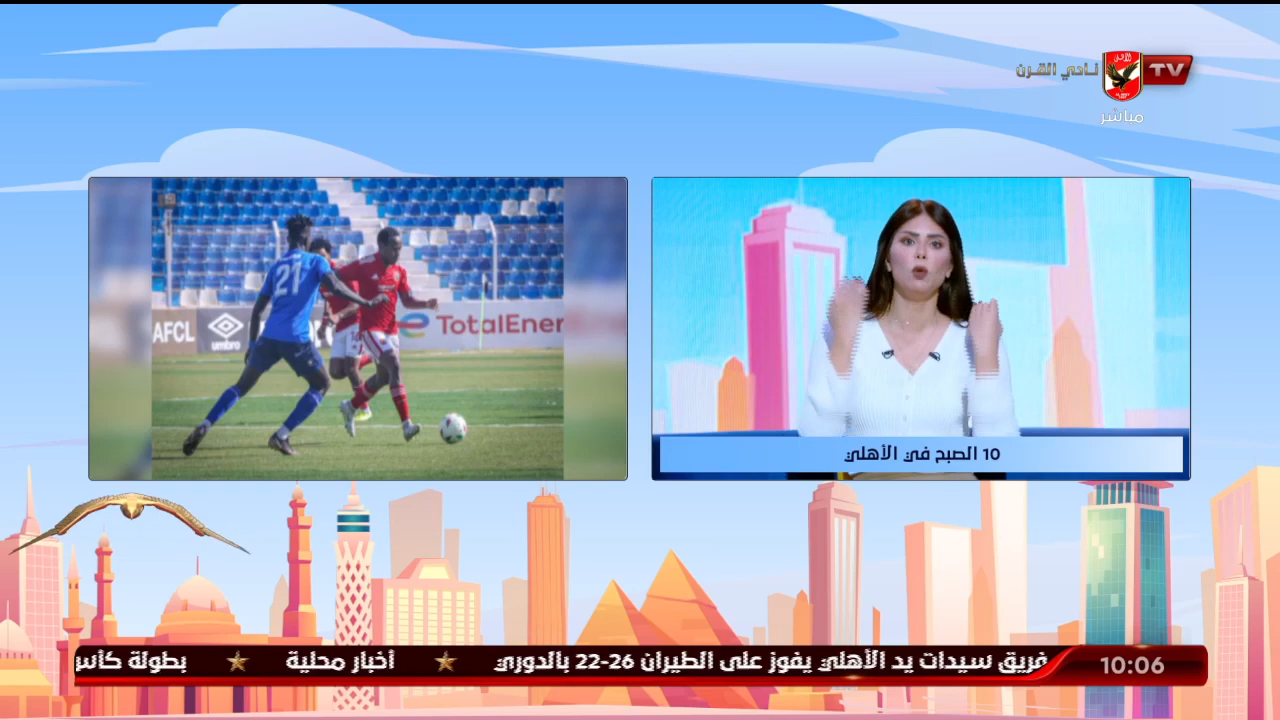 نادي القرن
TV
مباشر
21
AFCL
umbro
TotalEner
14
10 الصبح في الأهلي
10:06
فريق سيدات يد الأهلي يفوز على الطيران 26-22 بالدوري
أخبار محلية
بطولة كأس